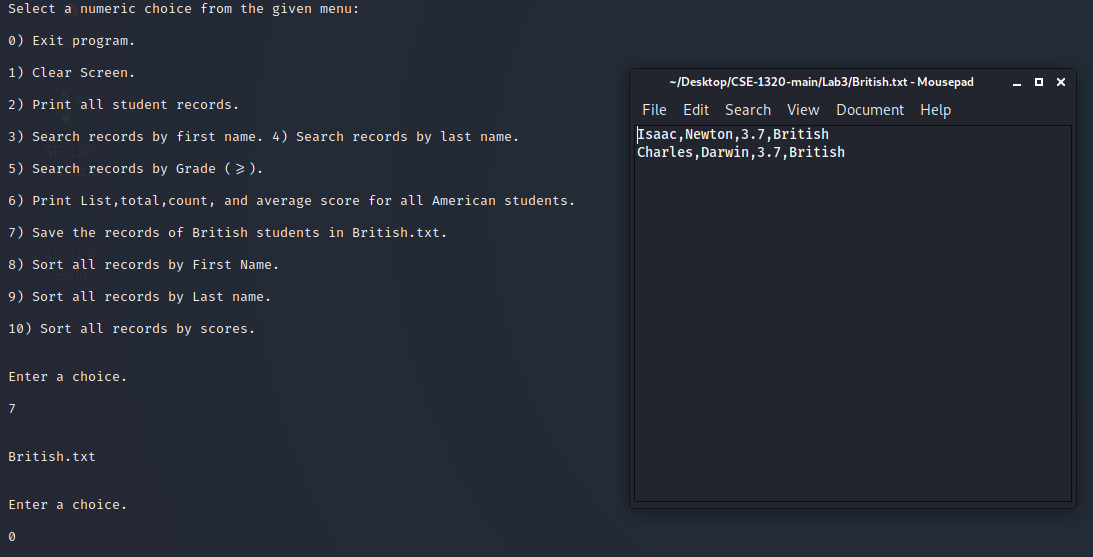 Select a numeric choice from the given menu:
0) Exit program.
1) Clear Screen.
2) Print all student records.
3) Search records by first name. 4) Search records by last name.
5) Search records by Grade (>=).
6) Print List,total,count, and average score for all American students.
7) Save the records of British students in British.txt.
8) Sort all records by First Name.
9) Sort all records by Last name.
10) Sort all records by scores.
Enter a choice.
7
British.txt
Enter a choice.
0
~/Desktop/CSE-1320-main/Lab3/British.txt - Mousepad
File Edit Search View Document Help
Isaac,Newton,3.7,British
Charles,Darwin,3.7,British